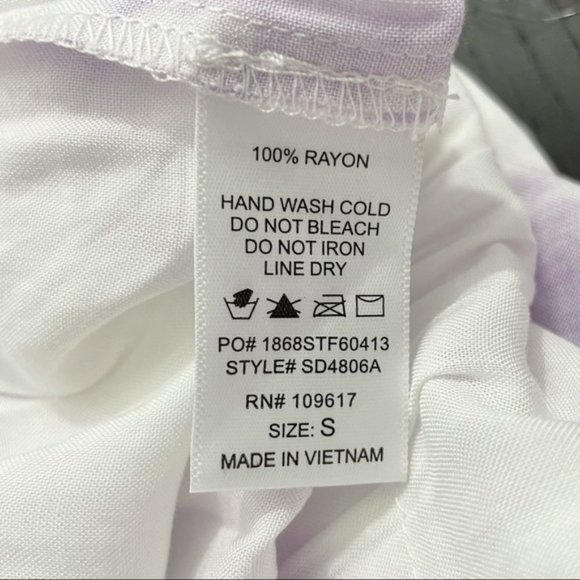 100% RAYON
HAND WASH COLD
DO NOT BLEACH
DO NOT IRON
LINE DRY
PO# 1868STF60413
STYLE# SD4806A
RN# 109617
SIZE: S
MADE IN VIETNAM